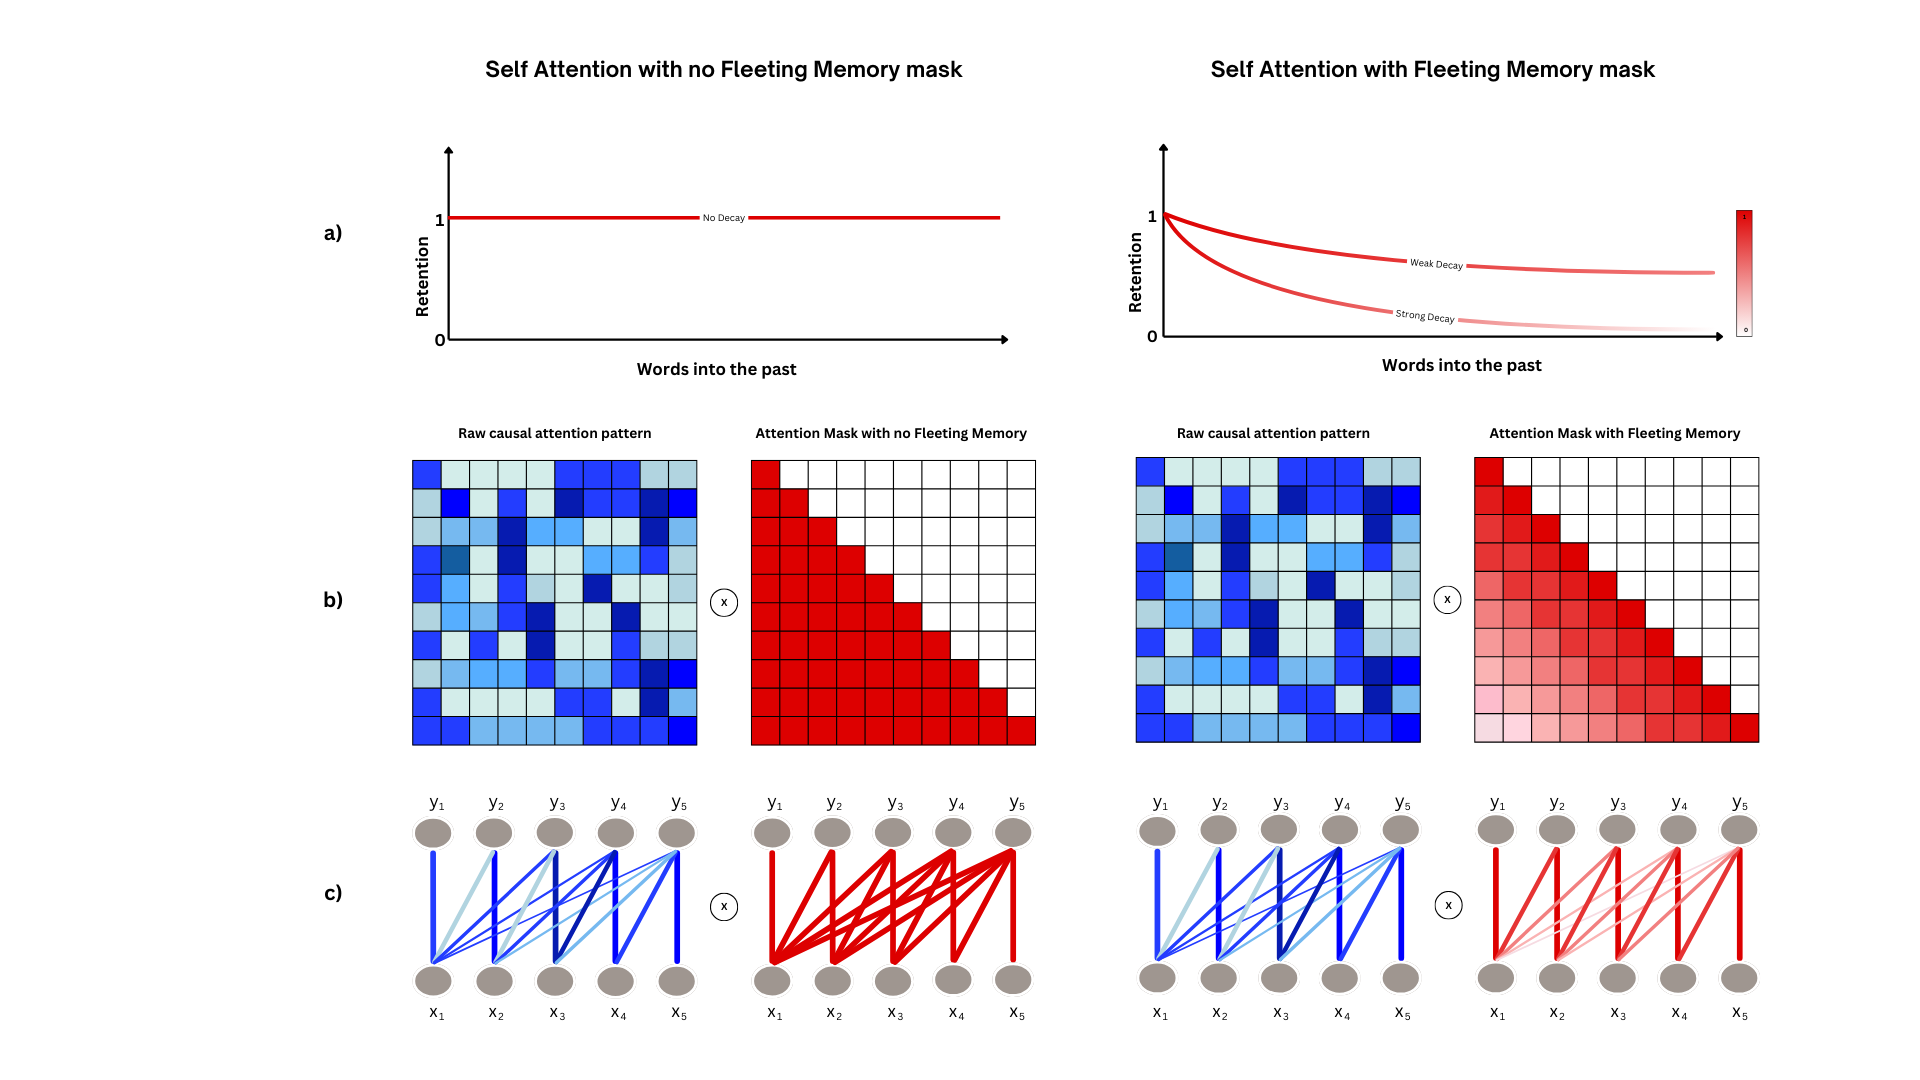 Self Attention with no Fleeting Memory mask
Self Attention with Fleeting Memory mask
a)
Retention
1
0
No Decay
Words into the past
Retention
1
0
Weak Decay
Strong Decay
Words into the past
1
0
b)
Raw causal attention pattern
x
Attention Mask with no Fleeting Memory
Raw causal attention pattern
x
Attention Mask with Fleeting Memory
c)
y₁ y₂ y₃ y₄ y₅
x₁ x₂ x₃ x₄ x₅
x
y₁ y₂ y₃ y₄ y₅
x₁ x₂ x₃ x₄ x₅
y₁ y₂ y₃ y₄ y₅
x₁ x₂ x₃ x₄ x₅
x
y₁ y₂ y₃ y₄ y₅
x₁ x₂ x₃ x₄ x₅